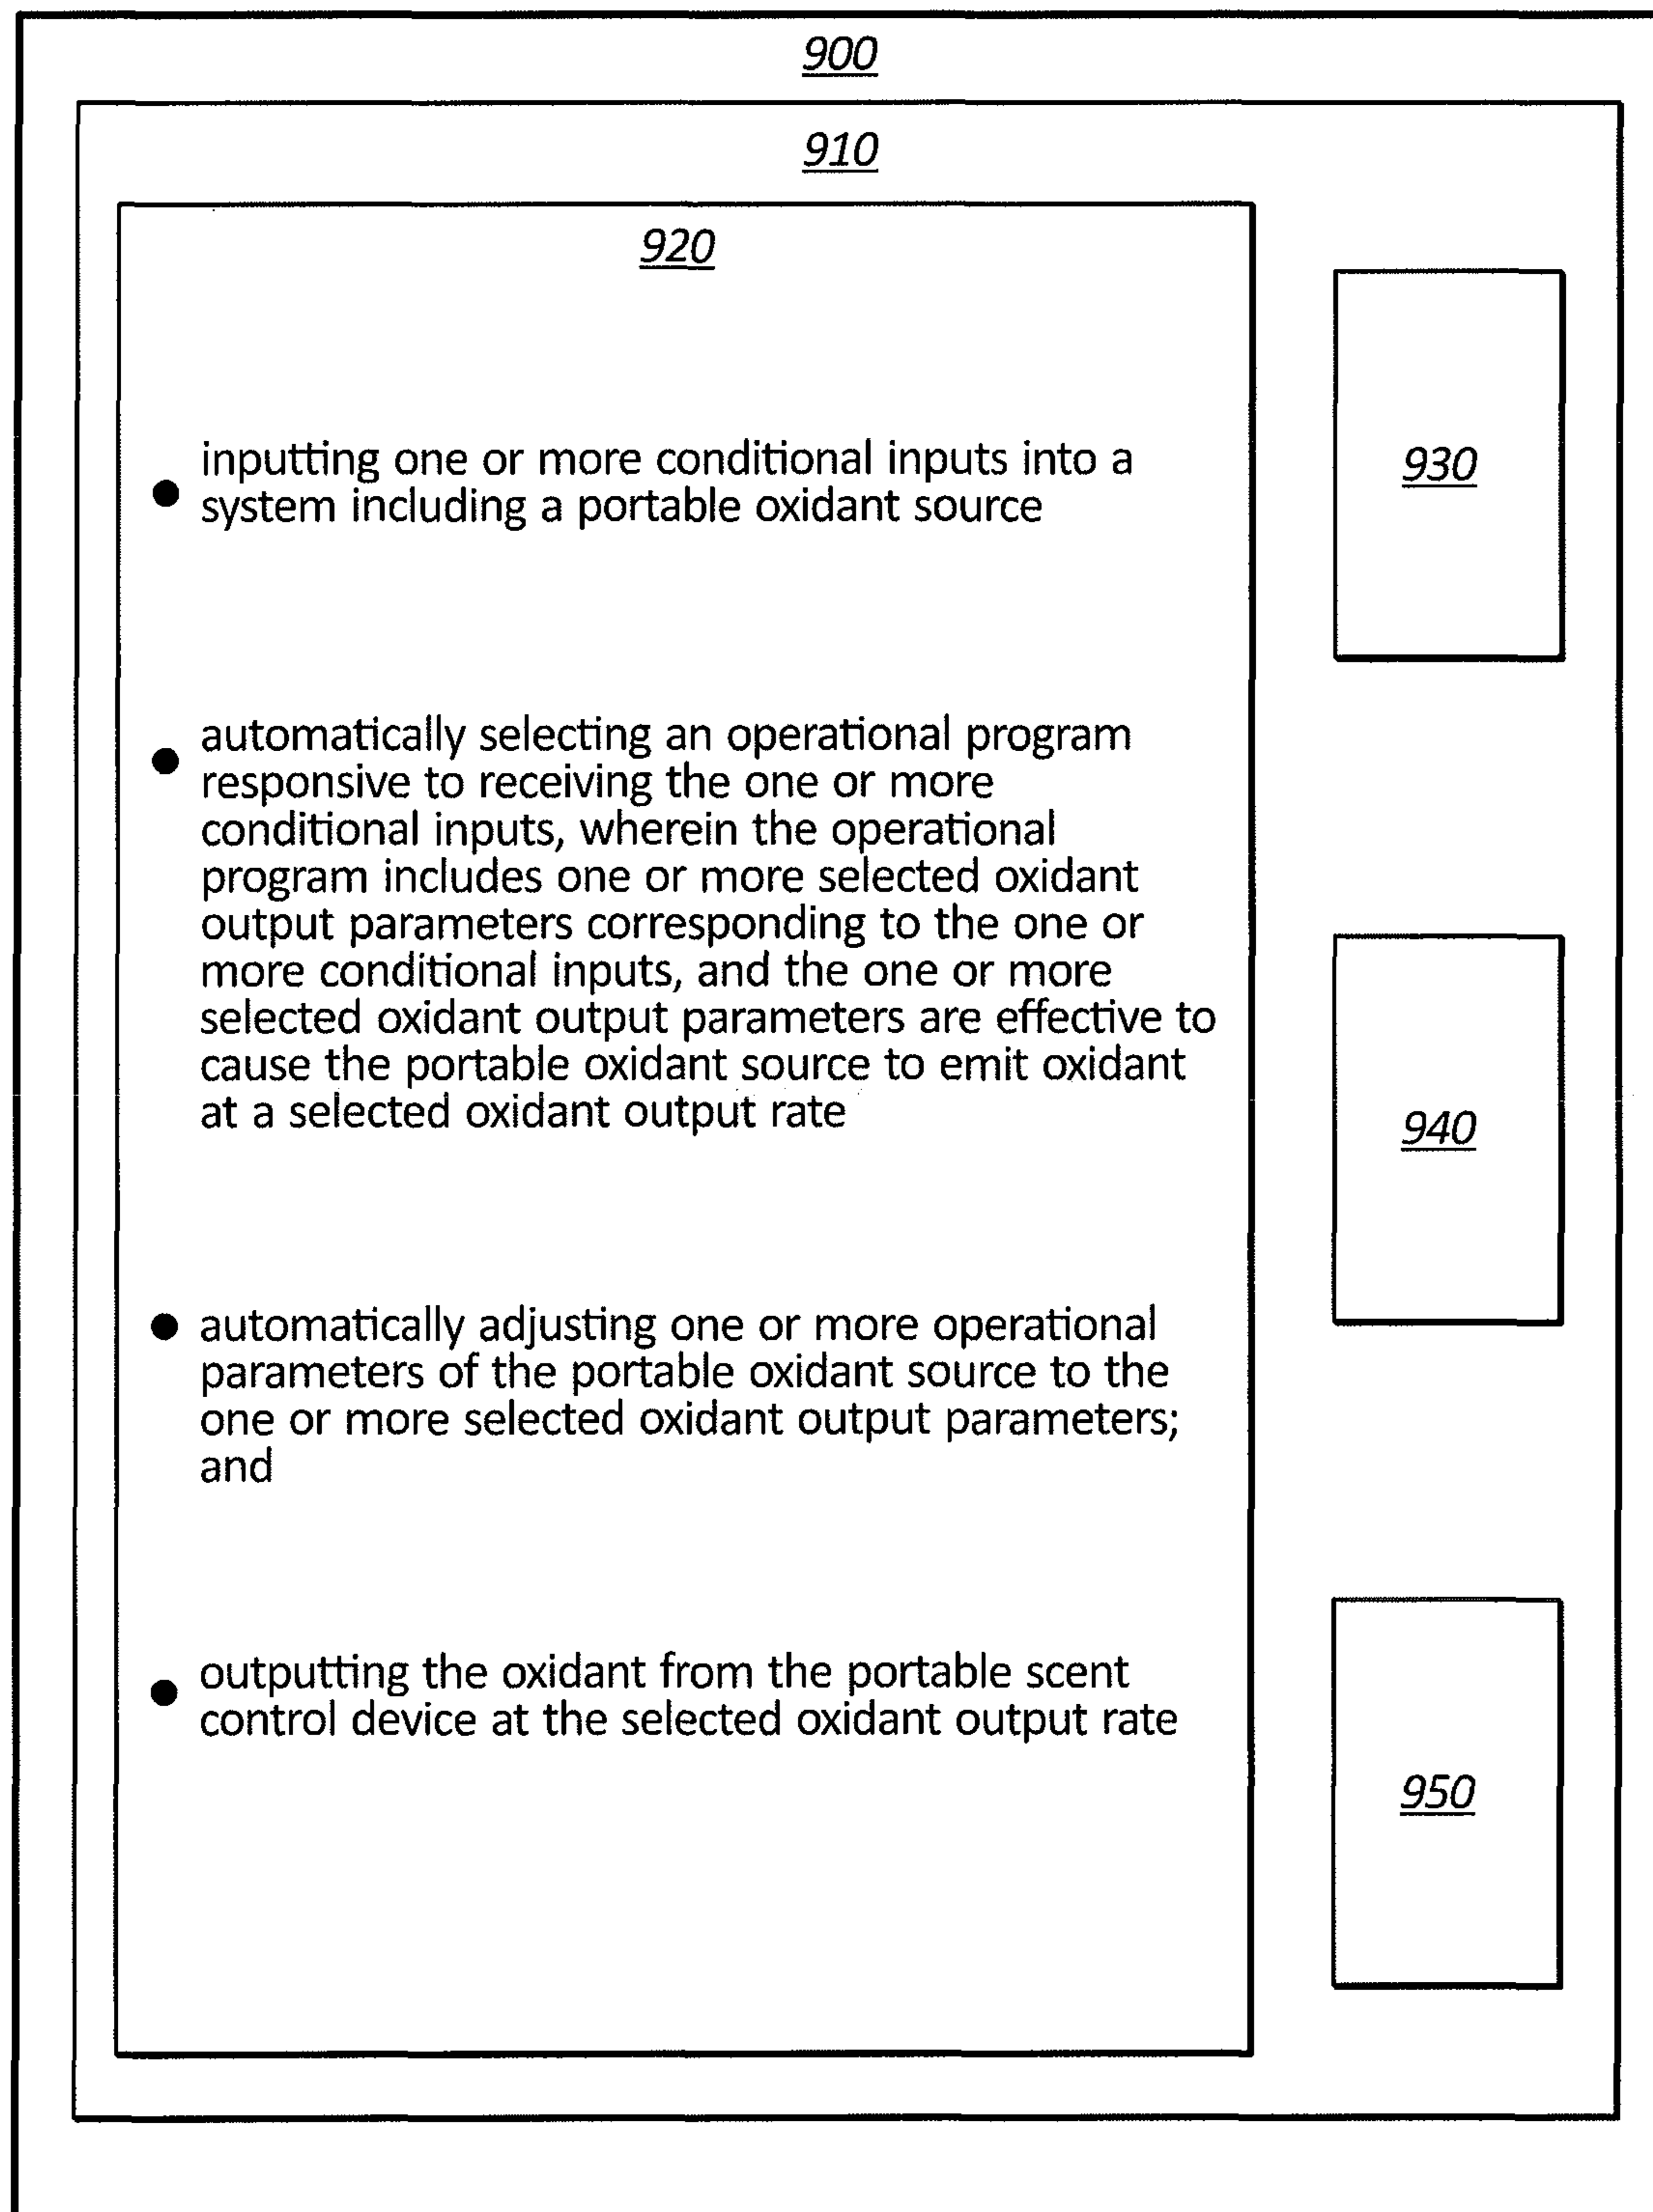 900
910
920
● inputting one or more conditional inputs into a
system including a portable oxidant source
● automatically selecting an operational program
responsive to receiving the one or more
conditional inputs, wherein the operational
program includes one or more selected oxidant
output parameters corresponding to the one or
more conditional inputs, and the one or more
selected oxidant output parameters are effective to
cause the portable oxidant source to emit oxidant
at a selected oxidant output rate
● automatically adjusting one or more operational
parameters of the portable oxidant source to the
one or more selected oxidant output parameters;
and
● outputting the oxidant from the portable scent
control device at the selected oxidant output rate
930
940
950